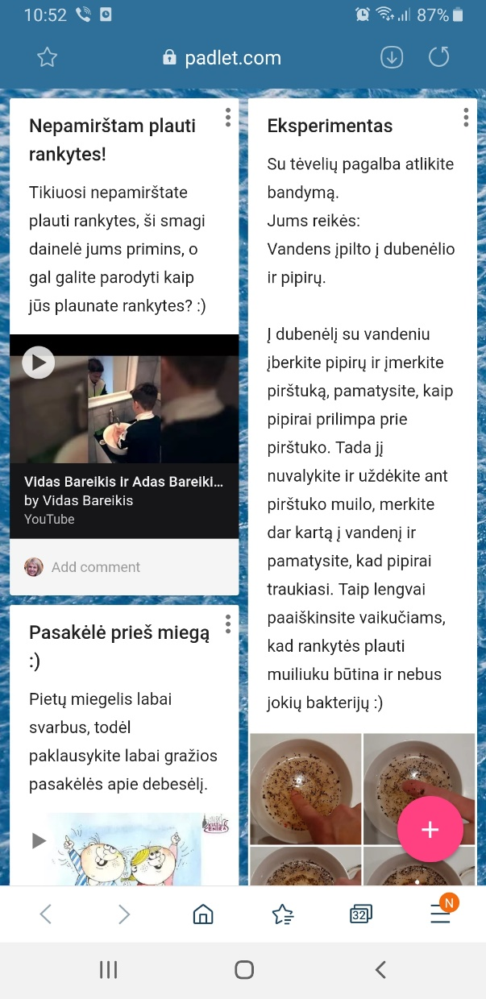 10:52
87%
padlet.com
Nepamirštam plauti
rankytes!
Tikiuosi nepamirštate
plauti rankytes, ši smagi
dainelė jums primins, o
gal galite parodyti kaip
jūs plaunate rankytes? :)
Vidas Bareikis ir Adas Bareiki...
by Vidas Bareikis
YouTube
Add comment
Pasakėlė prieš miegą
:)
Pietų miegelis labai
svarbus, todėl
paklausykite labai gražios
pasakėlės apie debesėlį.
Eksperimentas
Su tėvelių pagalba atlikite
bandymą.
Jums reikės:
Vandens įpilto į dubenėlio
ir pipirų.
Į dubenėlį su vandeniu
įberkite pipirų ir įmerkite
pirštuką, pamatysite, kaip
pipirai prilimpa prie
pirštuko. Tada jį
nuvalykite ir uždėkite ant
pirštuko muilo, merkite
dar kartą į vandenį ir
pamatysite, kad pipirai
traukiasi. Taip lengvai
paaiškinsite vaikučiams,
kad rankytės plauti
muiliuku būtina ir nebus
jokių bakterijų :)
32
N